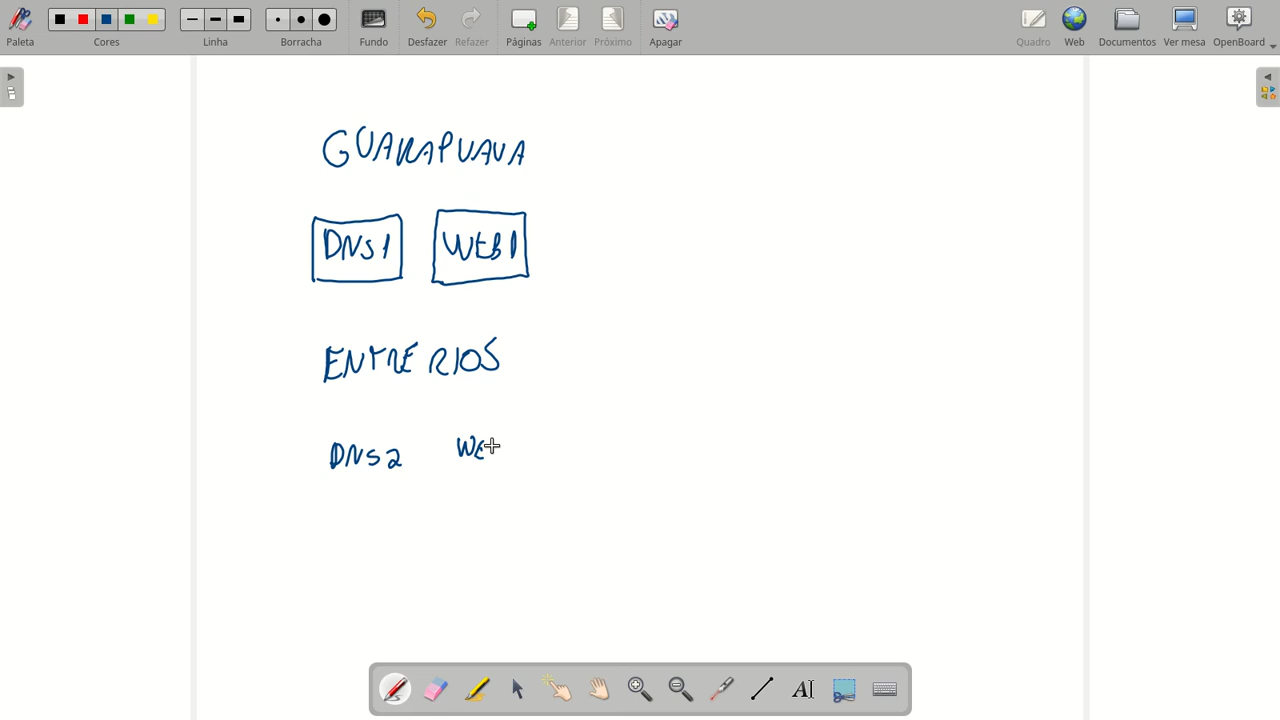 Paleta Cores Linha Borracha Fundo Desfazer Refazer Páginas Anterior Próximo Apagar Quadro Web Documentos Ver mesa OpenBoard
GUARAPUAVA
DNS1 WEB1
ENTRE RIOS
DNS2 WE